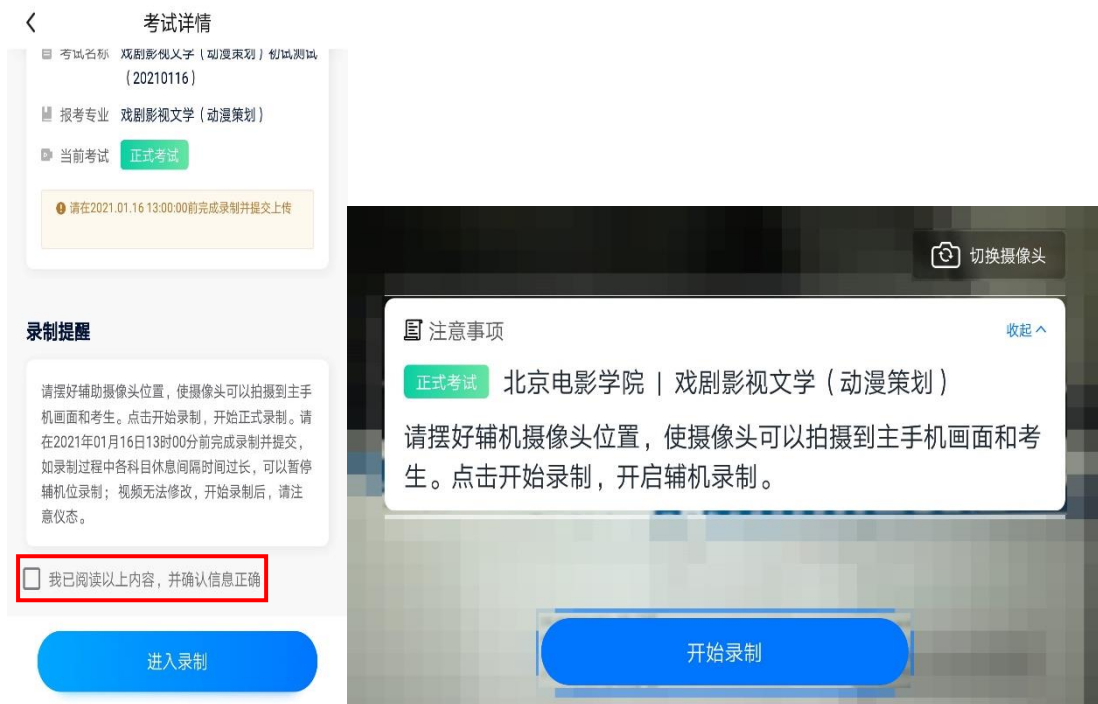 考试详情
考试名称 戏剧影视文学（动漫策划）初试测试
（20210116）
报考专业 戏剧影视文学（动漫策划）
当前考试 正式考试
请在2021.01.16 13:00:00前完成录制并提交上传
录制提醒
请摆好辅助摄像头位置，使摄像头可以拍摄到主手
机画面和考生。点击开始录制，开始正式录制。请
在2021年01月16日13时00分前完成录制并提交，
如录制过程中各科目休息间隔时间过长，可以暂停
辅机位录制；视频无法修改，开始录制后，请注
意仪态。
我已阅读以上内容，并确认信息正确
进入录制
切换摄像头
注意事项
收起
正式考试 北京电影学院 | 戏剧影视文学（动漫策划）
请摆好辅机摄像头位置，使摄像头可以拍摄到主手机画面和考
生。点击开始录制，开启辅机录制。
开始录制